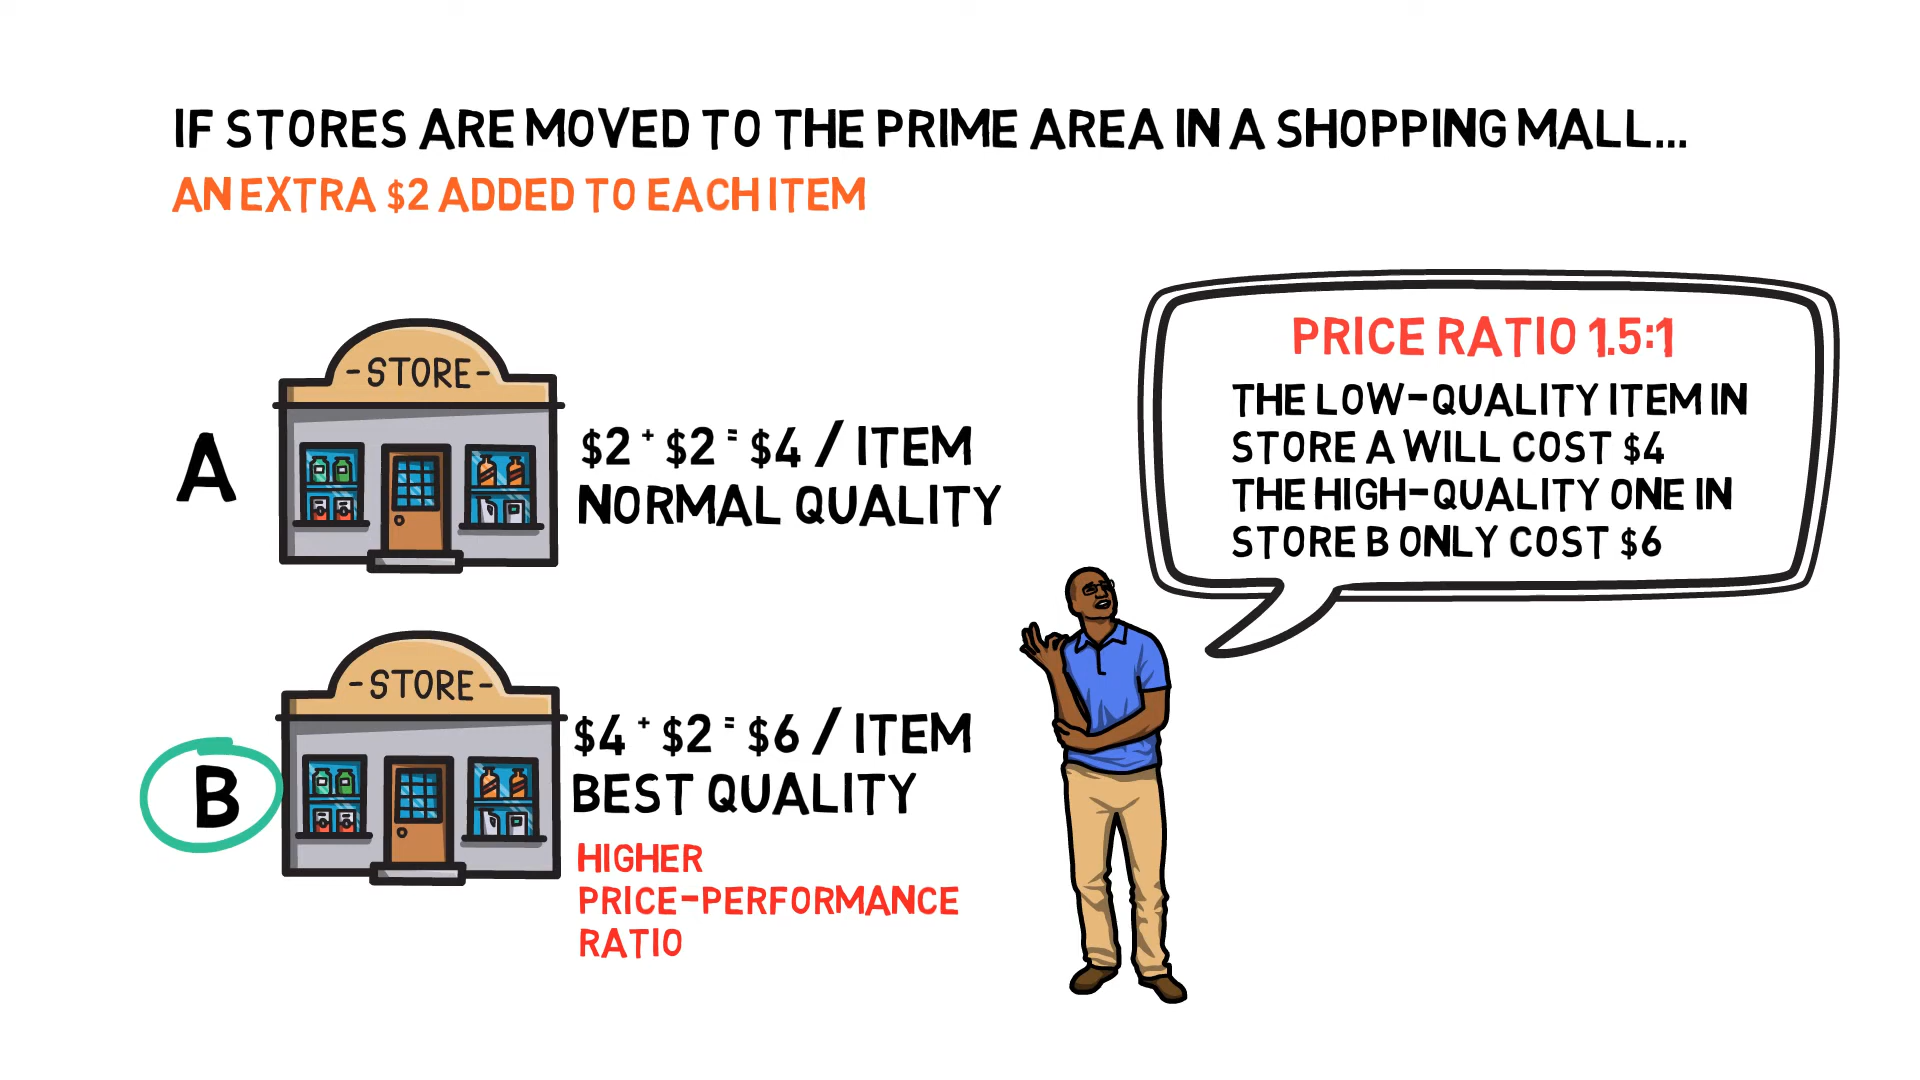 IF STORES ARE MOVED TO THE PRIME AREA IN A SHOPPING MALL...
AN EXTRA $2 ADDED TO EACH ITEM
A
-STORE-
$2 + $2 = $4 / ITEM
NORMAL QUALITY
PRICE RATIO 1.5:1
THE LOW-QUALITY ITEM IN
STORE A WILL COST $4
THE HIGH-QUALITY ONE IN
STORE B ONLY COST $6
B
-STORE-
$4 + $2 = $6 / ITEM
BEST QUALITY
HIGHER
PRICE-PERFORMANCE
RATIO